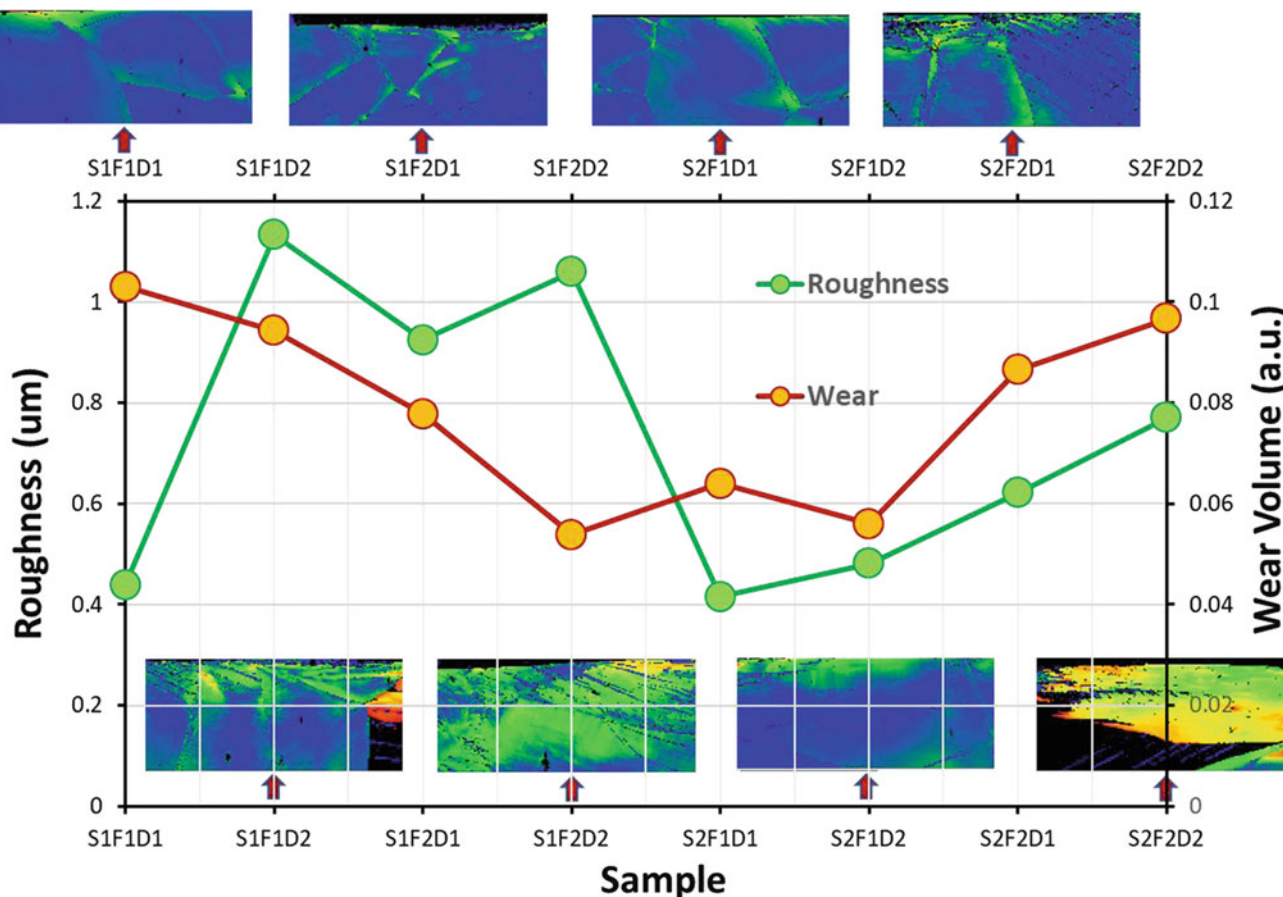 S1F1D1 S1F1D2 S1F2D1 S1F2D2 S2F1D1 S2F1D2 S2F2D1 S2F2D2
1.2 0.12
Roughness
1 0.1
Wear
0.8 0.08
Roughness (um)
Wear Volume (a.u.)
0.6 0.06
0.4 0.04
0.2 0.02
0 0
S1F1D1 S1F1D2 S1F2D1 S1F2D2 S2F1D1 S2F1D2 S2F2D1 S2F2D2
Sample